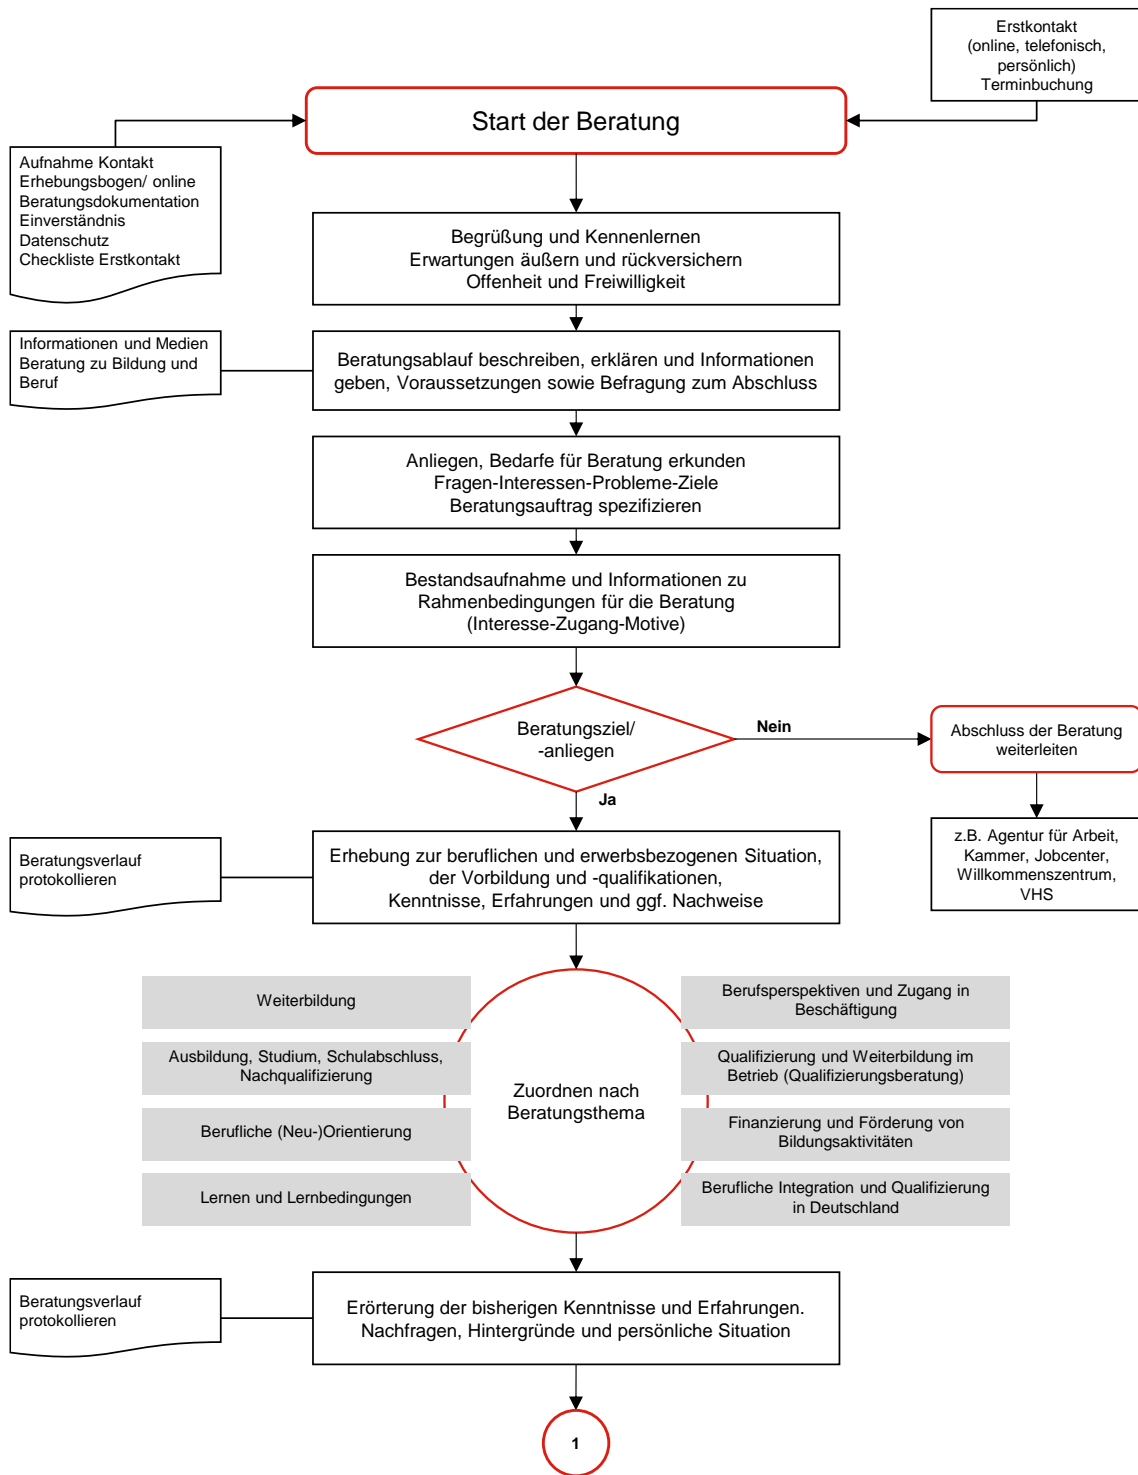 Erstkontakt
(online, telefonisch,
persönlich)
Terminbuchung
Start der Beratung
Aufnahme Kontakt
Erhebungsbogen/ online
Beratungsdokumentation
Einverständnis
Datenschutz
Checkliste Erstkontakt
Begrüßung und Kennenlernen
Erwartungen äußern und rückversichern
Offenheit und Freiwilligkeit
Informationen und Medien
Beratung zu Bildung und
Beruf
Beratungsablauf beschreiben, erklären und Informationen
geben, Voraussetzungen sowie Befragung zum Abschluss
Anliegen, Bedarfe für Beratung erkunden
Fragen-Interessen-Probleme-Ziele
Beratungsauftrag spezifizieren
Bestandsaufnahme und Informationen zu
Rahmenbedingungen für die Beratung
(Interesse-Zugang-Motive)
Beratungsziel/
-anliegen
Nein
Abschluss der Beratung
weiterleiten
Ja
z.B. Agentur für Arbeit,
Kammer, Jobcenter,
Willkommenszentrum,
VHS
Beratungsverlauf
protokollieren
Erhebung zur beruflichen und erwerbsbezogenen Situation,
der Vorbildung und -qualifikationen,
Kenntnisse, Erfahrungen und ggf. Nachweise
Weiterbildung
Ausbildung, Studium, Schulabschluss,
Nachqualifizierung
Berufliche (Neu-)Orientierung
Lernen und Lernbedingungen
Zuordnen nach
Beratungsthema
Berufsperspektiven und Zugang in
Beschäftigung
Qualifizierung und Weiterbildung im
Betrieb (Qualifizierungsberatung)
Finanzierung und Förderung von
Bildungsaktivitäten
Berufliche Integration und Qualifizierung
in Deutschland
Beratungsverlauf
protokollieren
Erörterung der bisherigen Kenntnisse und Erfahrungen.
Nachfragen, Hintergründe und persönliche Situation
1